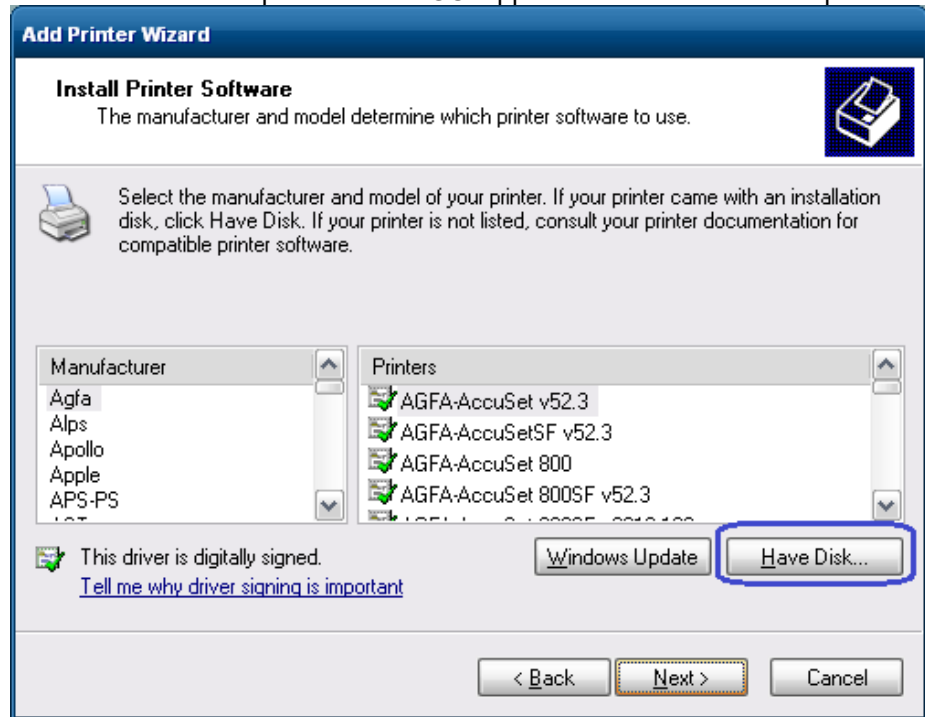 Add Printer Wizard
Install Printer Software
The manufacturer and model determine which printer software to use.
Select the manufacturer and model of your printer. If your printer came with an installation
disk, click Have Disk. If your printer is not listed, consult your printer documentation for
compatible printer software.
Manufacturer
Agfa
Alps
Apollo
Apple
APS-PS
Printers
AGFA-AccuSet v52.3
AGFA-AccuSetSF v52.3
AGFA-AccuSet 800
AGFA-AccuSet 800SF v52.3
This driver is digitally signed.
Tell me why driver signing is important
Windows Update
Have Disk...
< Back
Next >
Cancel